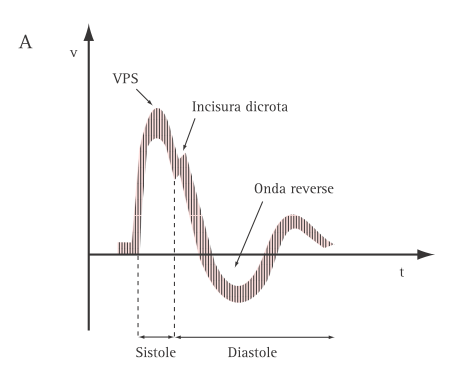 A
v
VPS
Incisura dicrota
Onda reverse
t
Sistole
Diastole